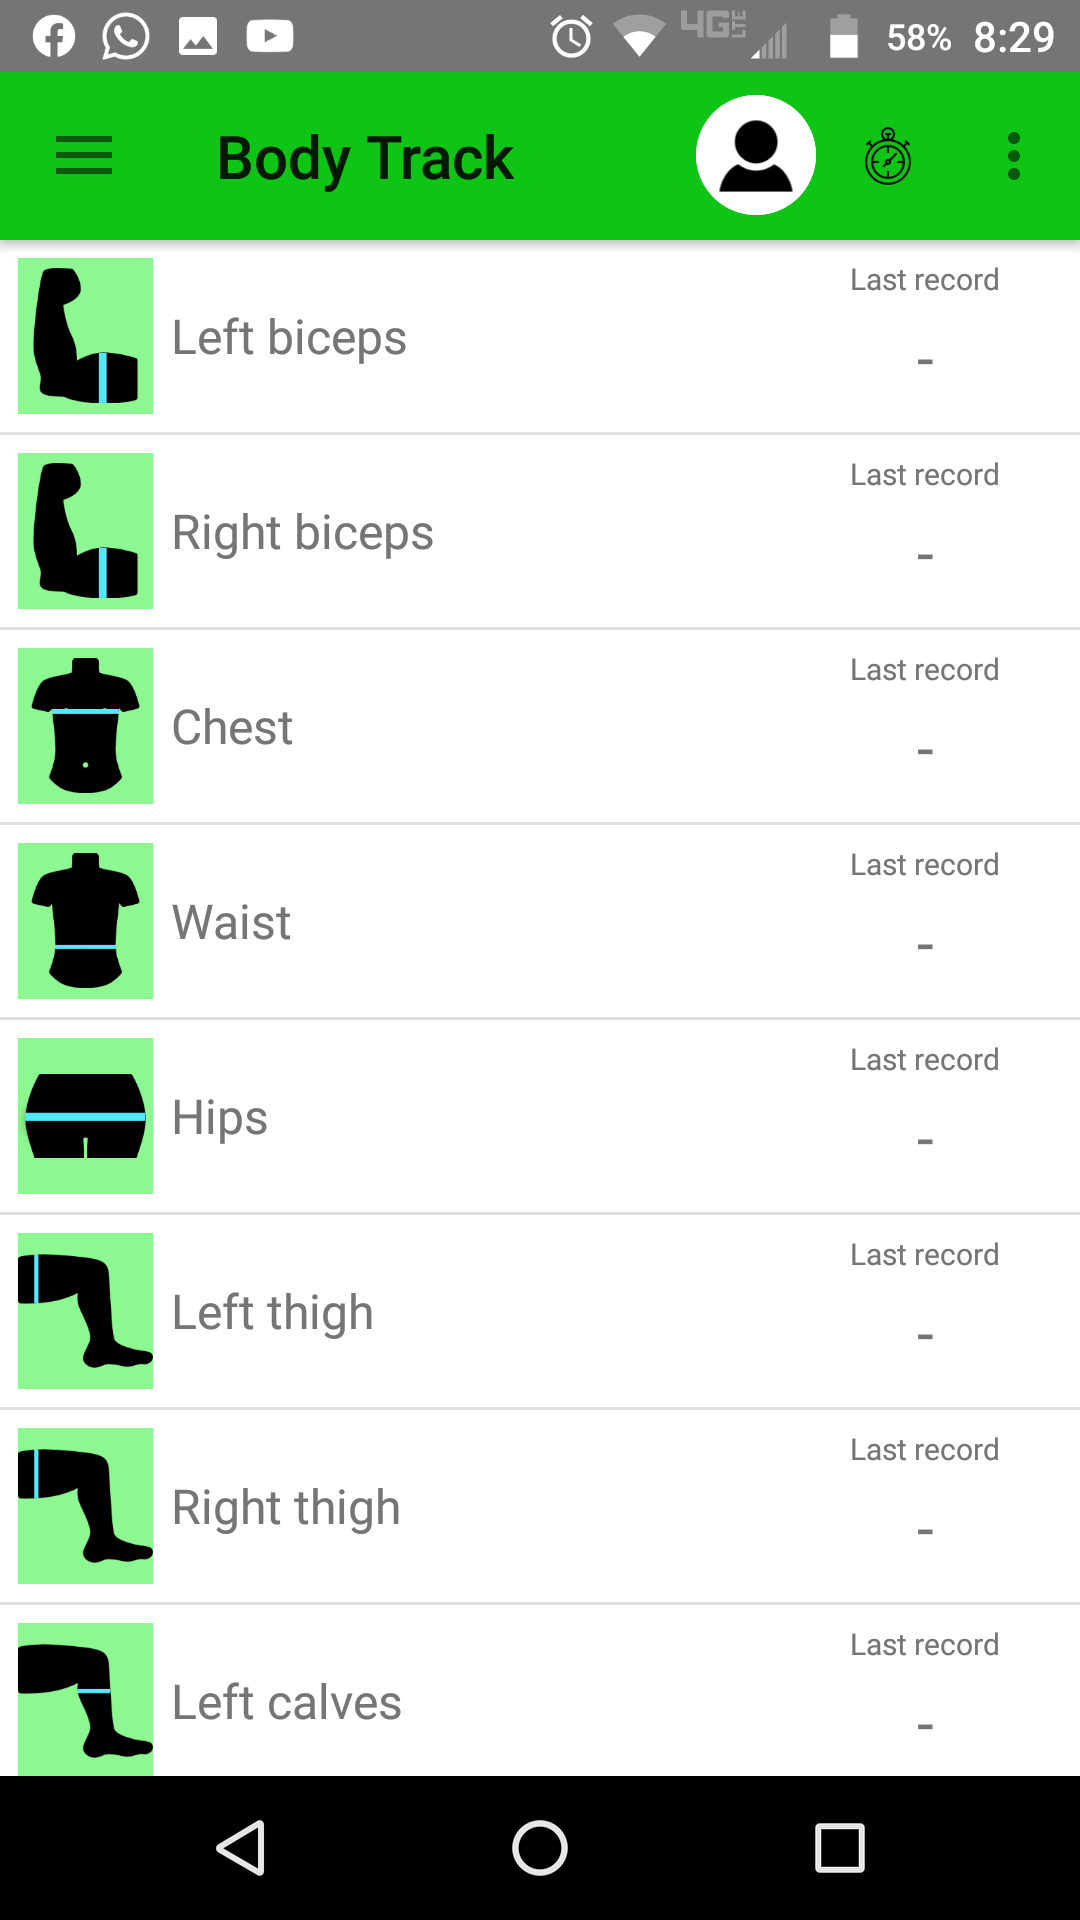 4G LTE 58% 8:29
Body Track
Last record
Left biceps
-
Last record
Right biceps
-
Last record
Chest
-
Last record
Waist
-
Last record
Hips
-
Last record
Left thigh
-
Last record
Right thigh
-
Last record
Left calves
-